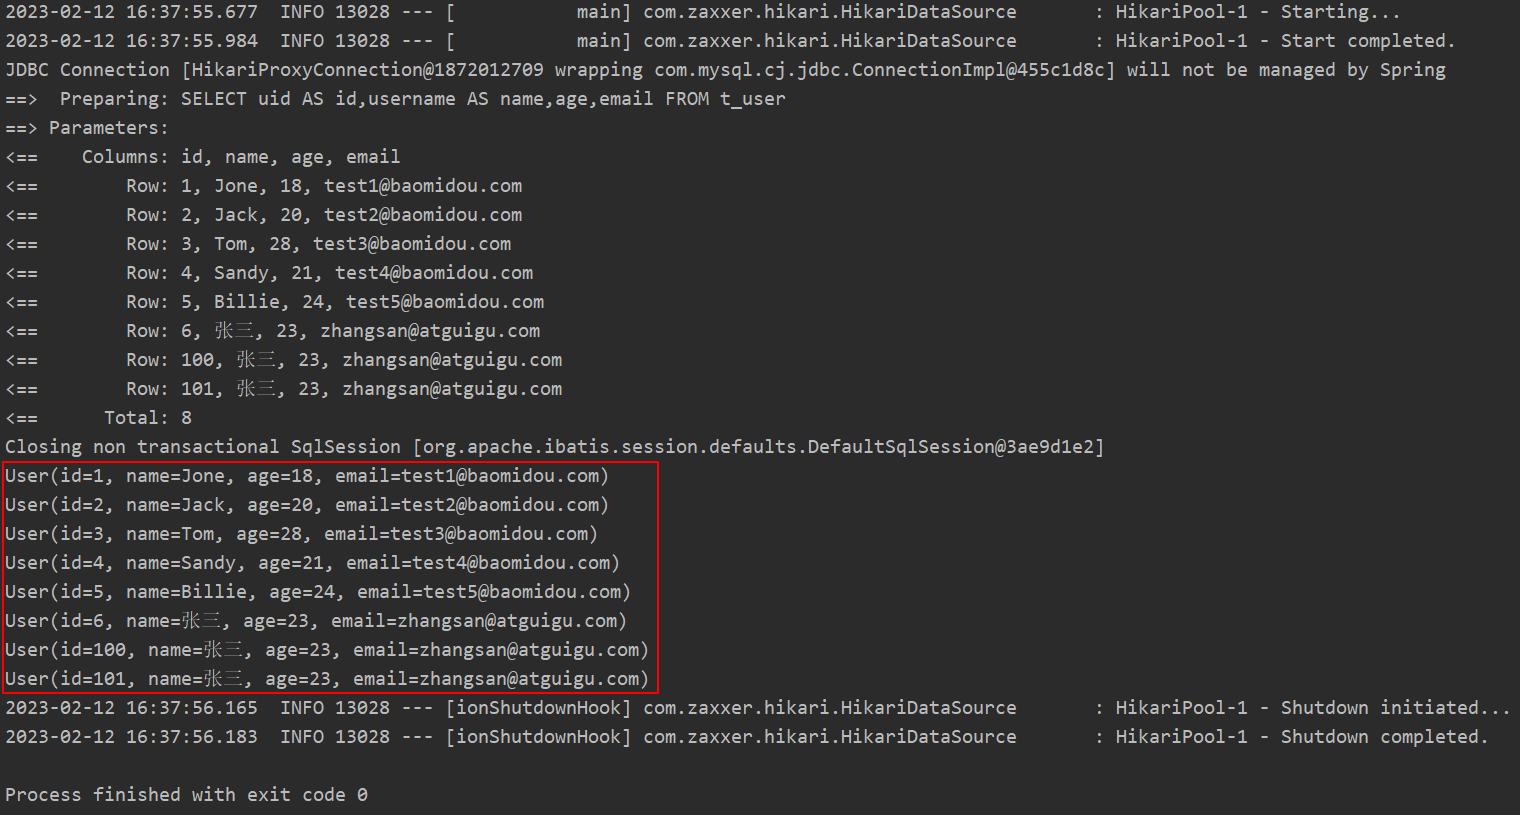 2023-02-12 16:37:55.677  INFO 13028 --- [           main] com.zaxxer.hikari.HikariDataSource       : HikariPool-1 - Starting...
2023-02-12 16:37:55.984  INFO 13028 --- [           main] com.zaxxer.hikari.HikariDataSource       : HikariPool-1 - Start completed.
JDBC Connection [HikariProxyConnection@1872012709 wrapping com.mysql.cj.jdbc.ConnectionImpl@455c1d8c] will not be managed by Spring
==>  Preparing: SELECT uid AS id,username AS name,age,email FROM t_user
==> Parameters:
<==    Columns: id, name, age, email
<==        Row: 1, Jone, 18, test1@baomidou.com
<==        Row: 2, Jack, 20, test2@baomidou.com
<==        Row: 3, Tom, 28, test3@baomidou.com
<==        Row: 4, Sandy, 21, test4@baomidou.com
<==        Row: 5, Billie, 24, test5@baomidou.com
<==        Row: 6, 张三, 23, zhangsan@atguigu.com
<==        Row: 100, 张三, 23, zhangsan@atguigu.com
<==        Row: 101, 张三, 23, zhangsan@atguigu.com
<==      Total: 8
Closing non transactional SqlSession [org.apache.ibatis.session.defaults.DefaultSqlSession@3ae9d1e2]
User(id=1, name=Jone, age=18, email=test1@baomidou.com)
User(id=2, name=Jack, age=20, email=test2@baomidou.com)
User(id=3, name=Tom, age=28, email=test3@baomidou.com)
User(id=4, name=Sandy, age=21, email=test4@baomidou.com)
User(id=5, name=Billie, age=24, email=test5@baomidou.com)
User(id=6, name=张三, age=23, email=zhangsan@atguigu.com)
User(id=100, name=张三, age=23, email=zhangsan@atguigu.com)
User(id=101, name=张三, age=23, email=zhangsan@atguigu.com)
2023-02-12 16:37:56.165  INFO 13028 --- [ionShutdownHook] com.zaxxer.hikari.HikariDataSource       : HikariPool-1 - Shutdown initiated...
2023-02-12 16:37:56.183  INFO 13028 --- [ionShutdownHook] com.zaxxer.hikari.HikariDataSource       : HikariPool-1 - Shutdown completed.
Process finished with exit code 0